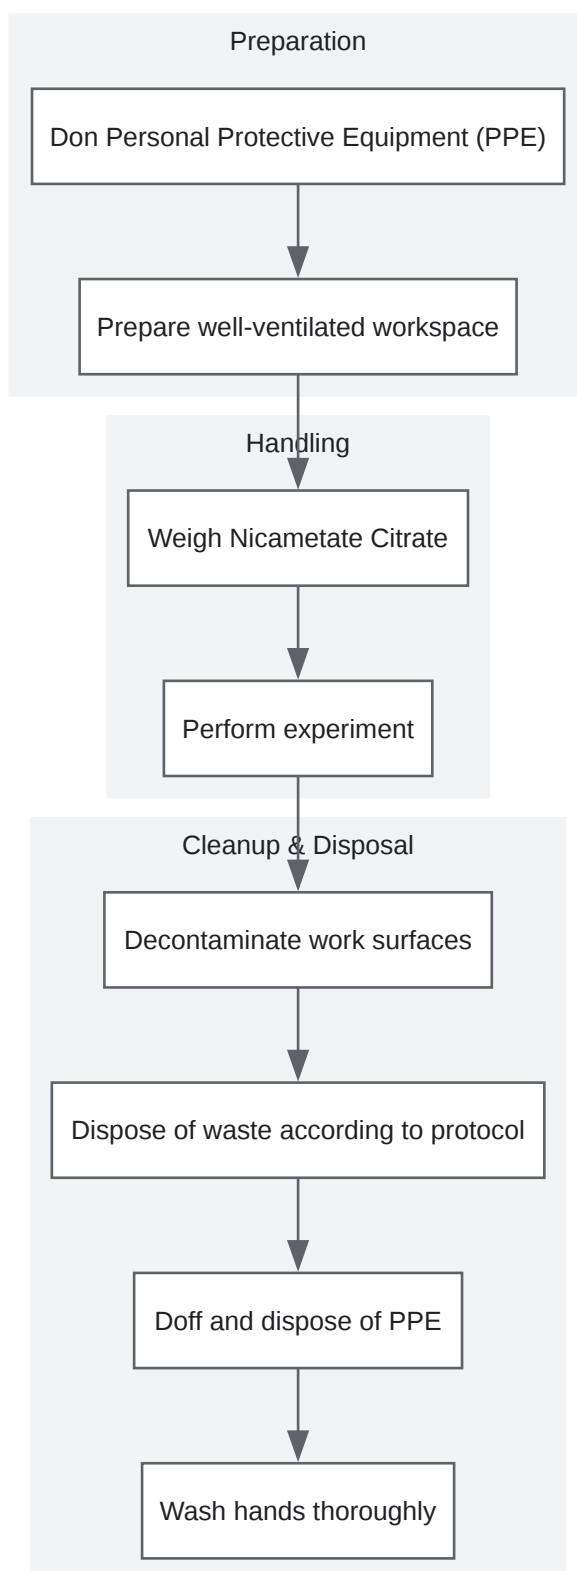 Preparation
Don Personal Protective Equipment (PPE)
Prepare well-ventilated workspace
Handling
Weigh Nicametate Citrate
Perform experiment
Cleanup & Disposal
Decontaminate work surfaces
Dispose of waste according to protocol
Doff and dispose of PPE
Wash hands thoroughly